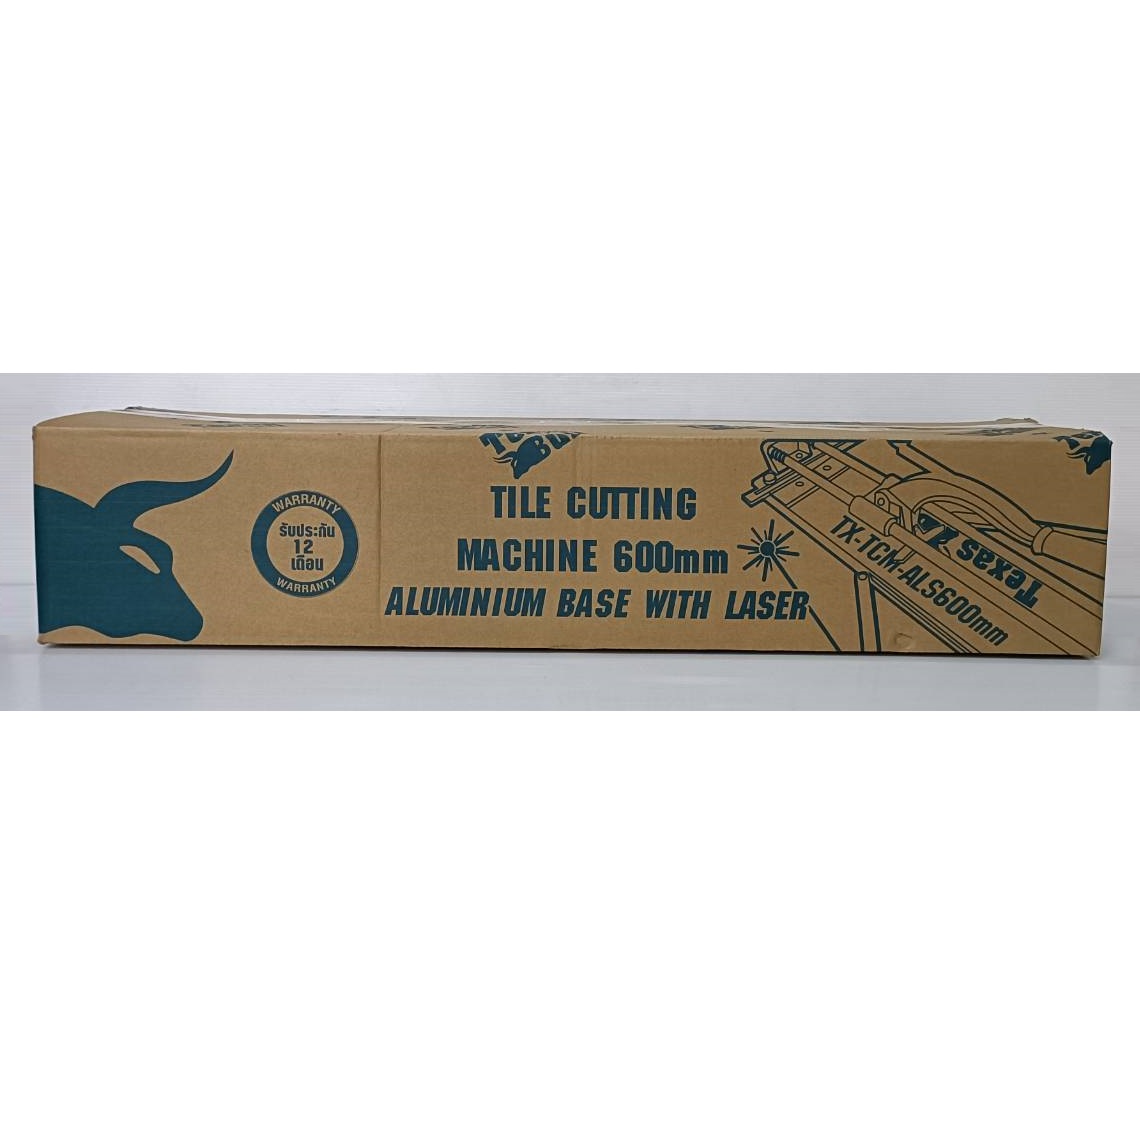 WARRANTY
รับประกัน
12
เดือน
WARRANTY
TILE CUTTING
MACHINE 600mm
ALUMINIUM BASE WITH LASER
TX-TCM-ALS600mm
Texas